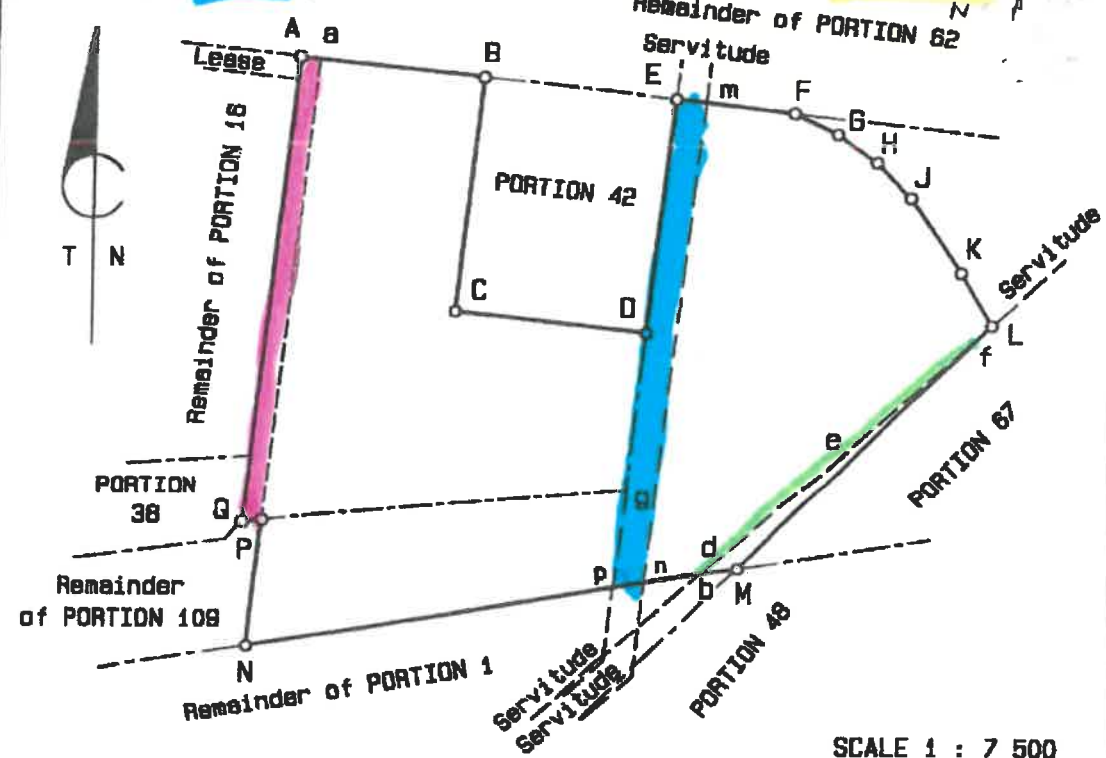 Remainder of PORTION 62
A a
B
Servitude
E
m
F
G
H
J
K
L
Servitude
Lease
Remainder of PORTION 16
PORTION 42
T N
C
D
f
e
PORTION 67
PORTION
38
Q
P
g
d
p
n
b
M
Remainder
of PORTION 109
N
Remainder of PORTION 1
Servitude
Servitude
PORTION 48
SCALE 1 : 7 500